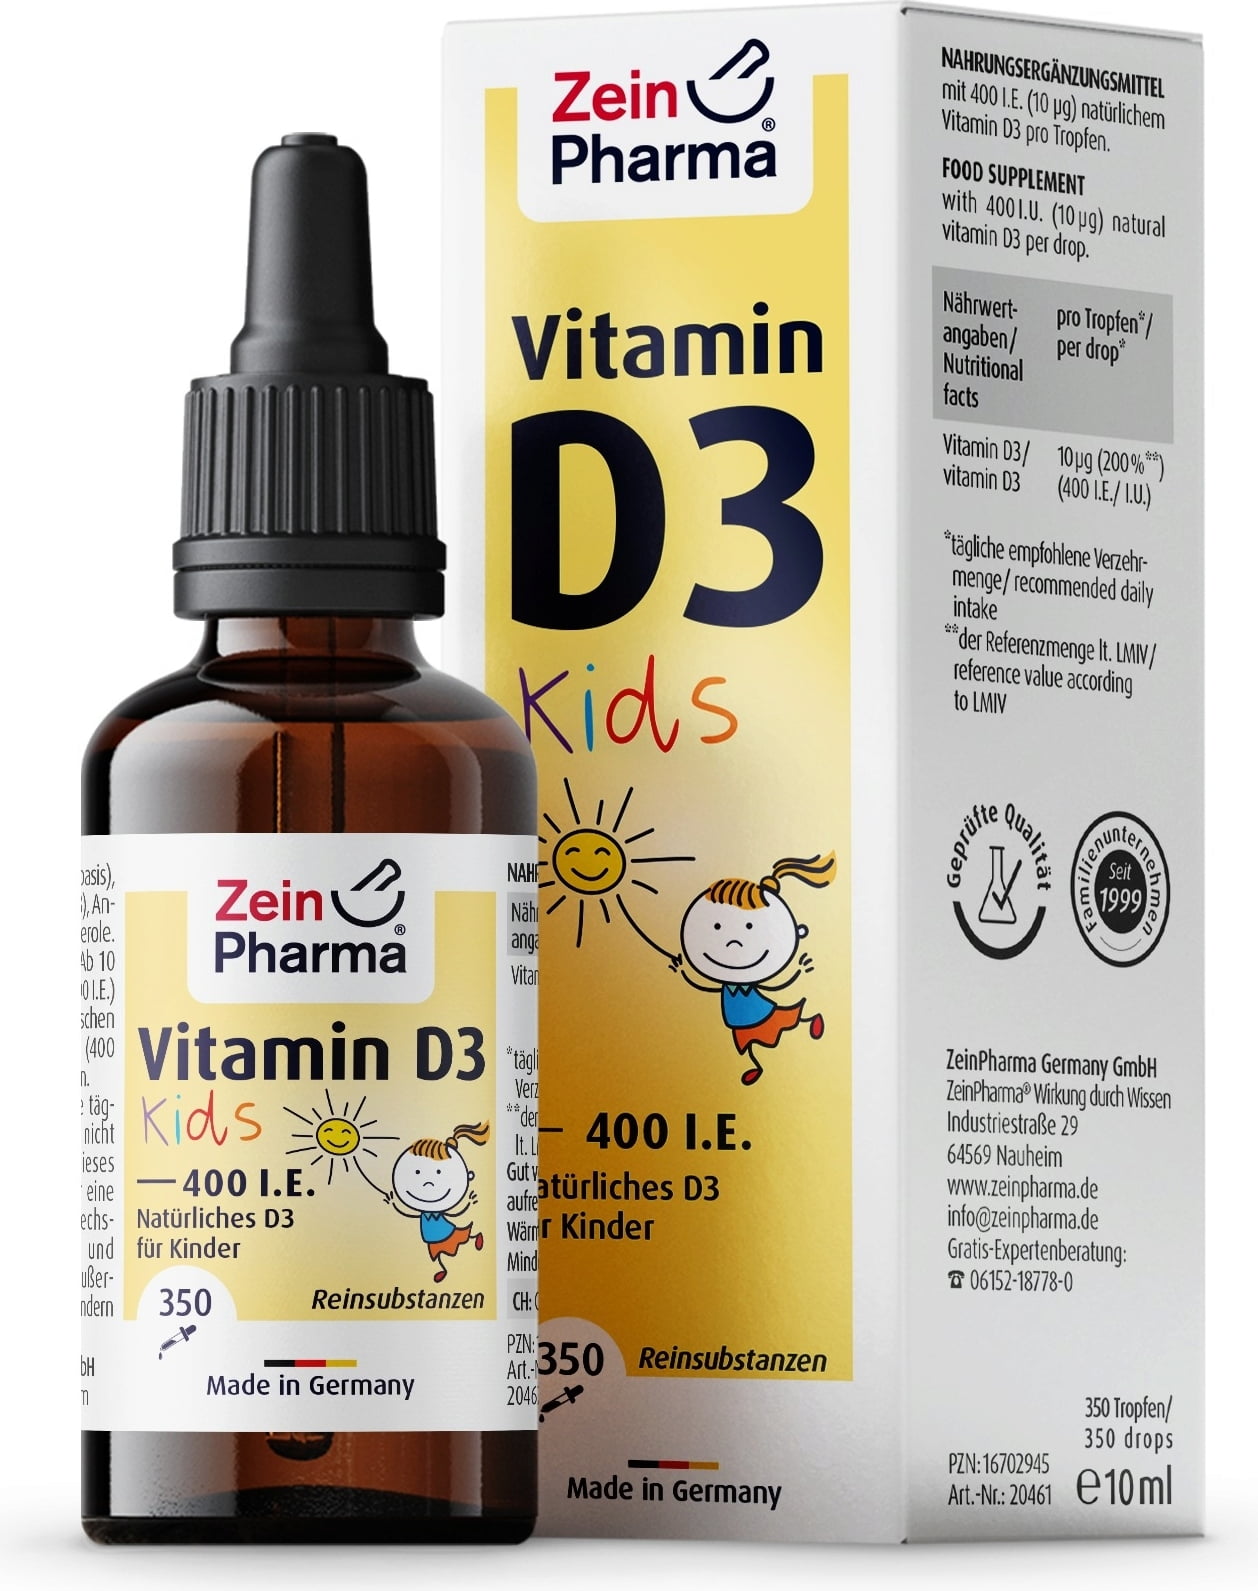 Zein
Pharma®
Vitamin
D3
Kids
400 I.E.
Kinder
350
Reinsubstanzen
Made in Germany
NAHRUNGSERGÄNZUNGSMITTEL
mit 400 I.E. (10 µg) natürlichem
Vitamin D3 pro Tropfen.
FOOD SUPPLEMENT
with 400 I.U. (10 µg) natural
vitamin D3 per drop.
Nährwert-
angaben/
Nutritional
facts
pro Tropfen*/
per drop*
Vitamin D3/
vitamin D3
10 µg (200 %**)
(400 I.E./ I.U.)
*tägliche empfohlene Verzehr-
menge/ recommended daily
intake
**der Referenzmenge lt. LMIV/
reference value according
to LMIV
Geprüfte Qualität
Familienunternehmen
Seit
1999
ZeinPharma Germany GmbH
ZeinPharma® Wirkung durch Wissen
Industriestraße 29
64569 Nauheim
www.zeinpharma.de
info@zeinpharma.de
Gratis-Expertenberatung:
☎ 06152-18778-0
350 Tropfen/
350 drops
PZN: 16702945
Art.-Nr.: 20461
℮10 ml
Zein
Pharma®
Vitamin D3
Kids
400 I.E.
Natürliches D3
für Kinder
350
Reinsubstanzen
Made in Germany
Ab 10
(400
und
PZN: